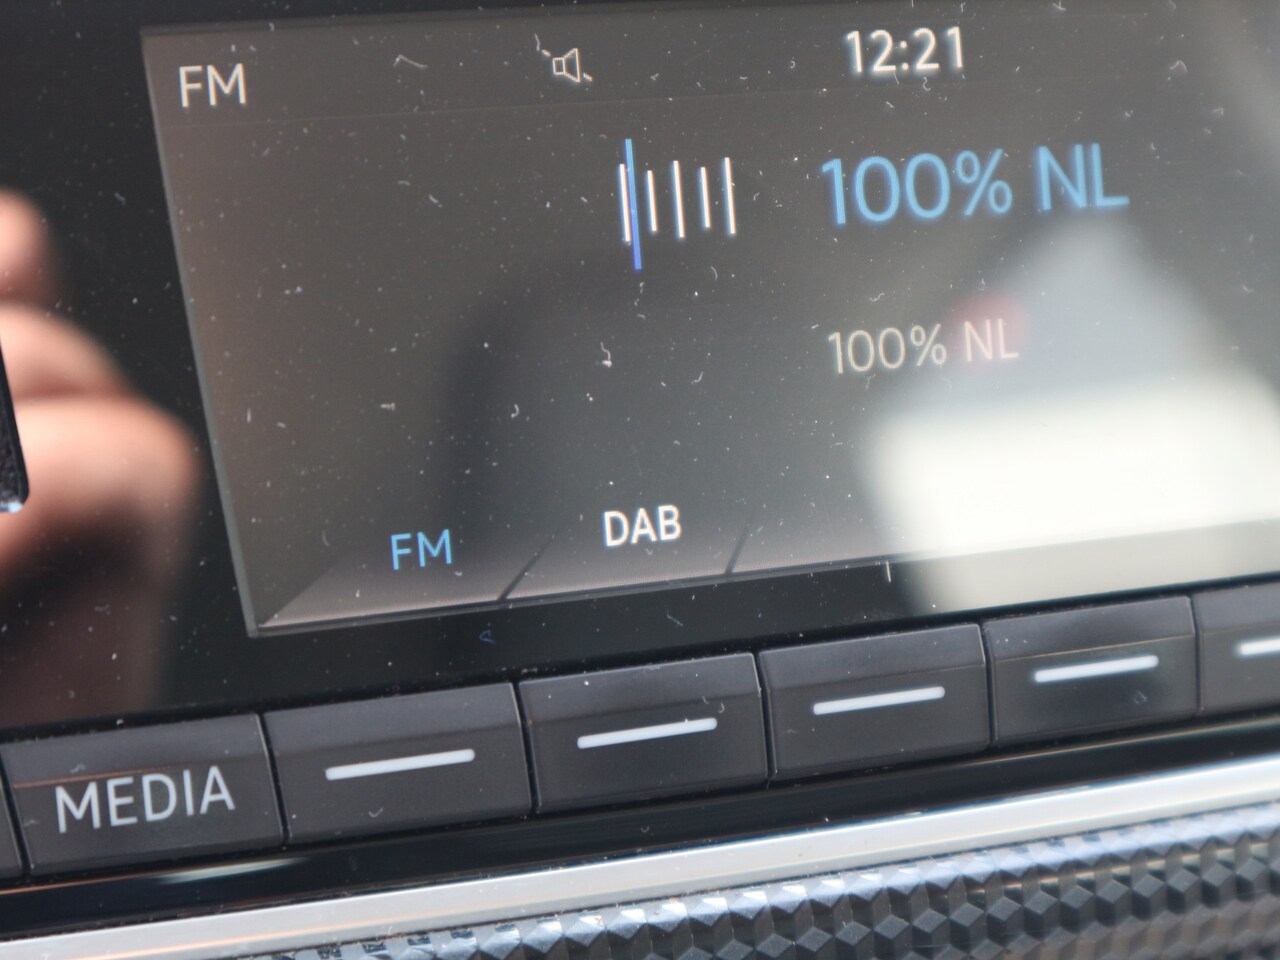 FM 12:21
100% NL
100% NL
FM DAB
MEDIA